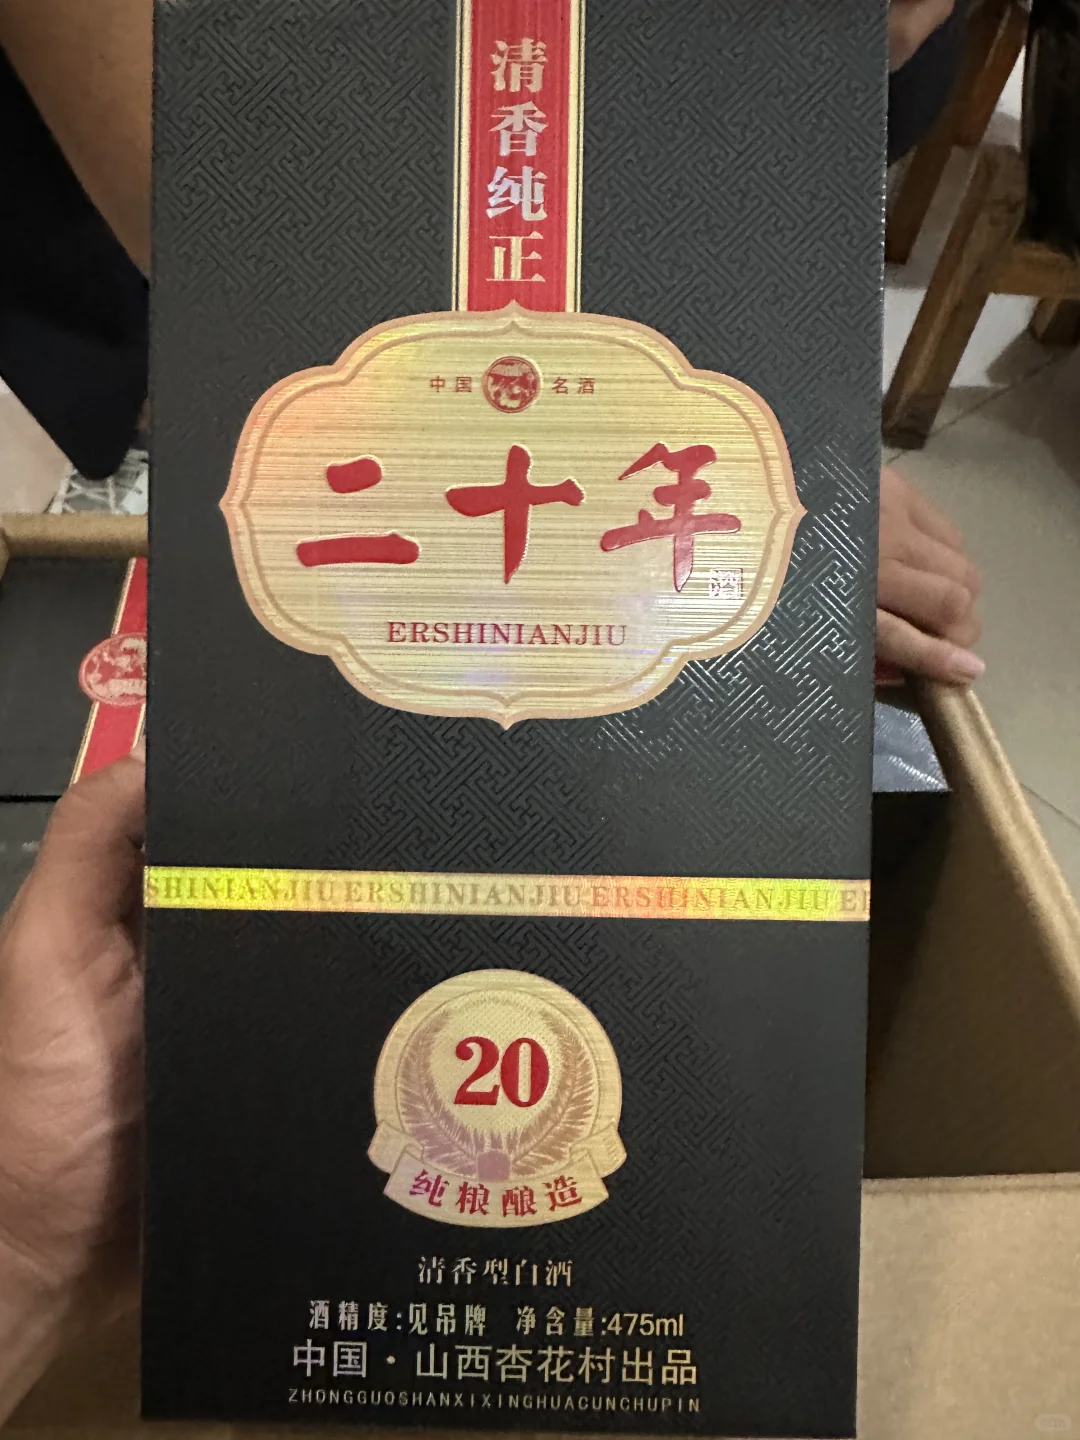 清香纯正
中国 名酒
二十年
酒
ERSHINIANJIU
SHINIANJIU ERSHINIANJIU ERSHINIANJIU E
20
纯粮酿造
清香型白酒
酒精度:见吊牌 净含量:475ml
中国·山西杏花村出品
ZHONGGUOSHANXIXINGHUACUNCHUPIN